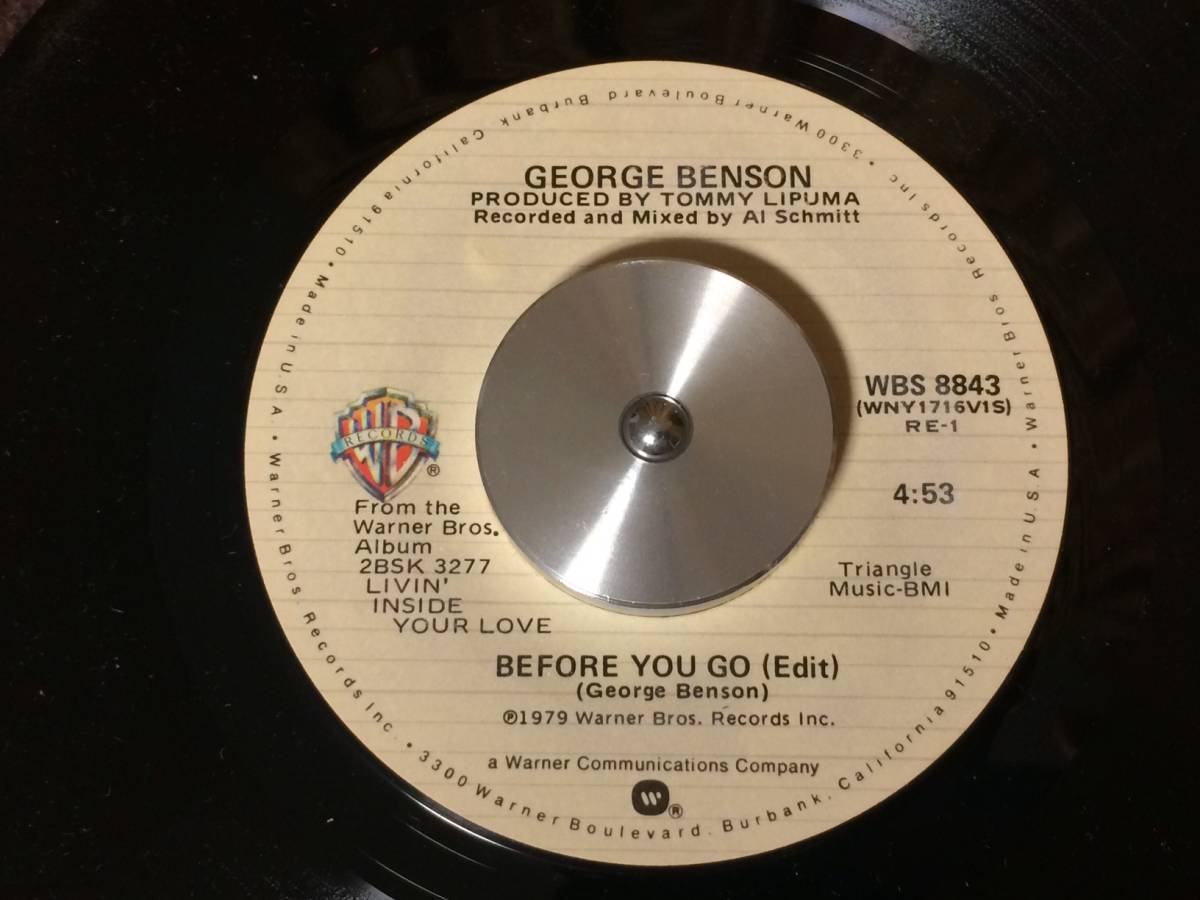 GEORGE BENSON
PRODUCED BY TOMMY LIPUMA
Recorded and Mixed by Al Schmitt
WB
RECORDS
®
From the
Warner Bros.
Album
2BSK 3277
LIVIN'
INSIDE
YOUR LOVE
WBS 8843
(WNY1716V1S)
RE-1
4:53
Triangle
Music-BMI
BEFORE YOU GO (Edit)
(George Benson)
℗1979 Warner Bros. Records Inc.
a Warner Communications Company
®
Warner Bros. Records Inc. • 3300 Warner Boulevard. Burbank. California 91510 • Made in U.S.A. • Warner Bros Records Inc • 3300 Warner Boulevard Burbank California 91510 • Made in U.S.A. •